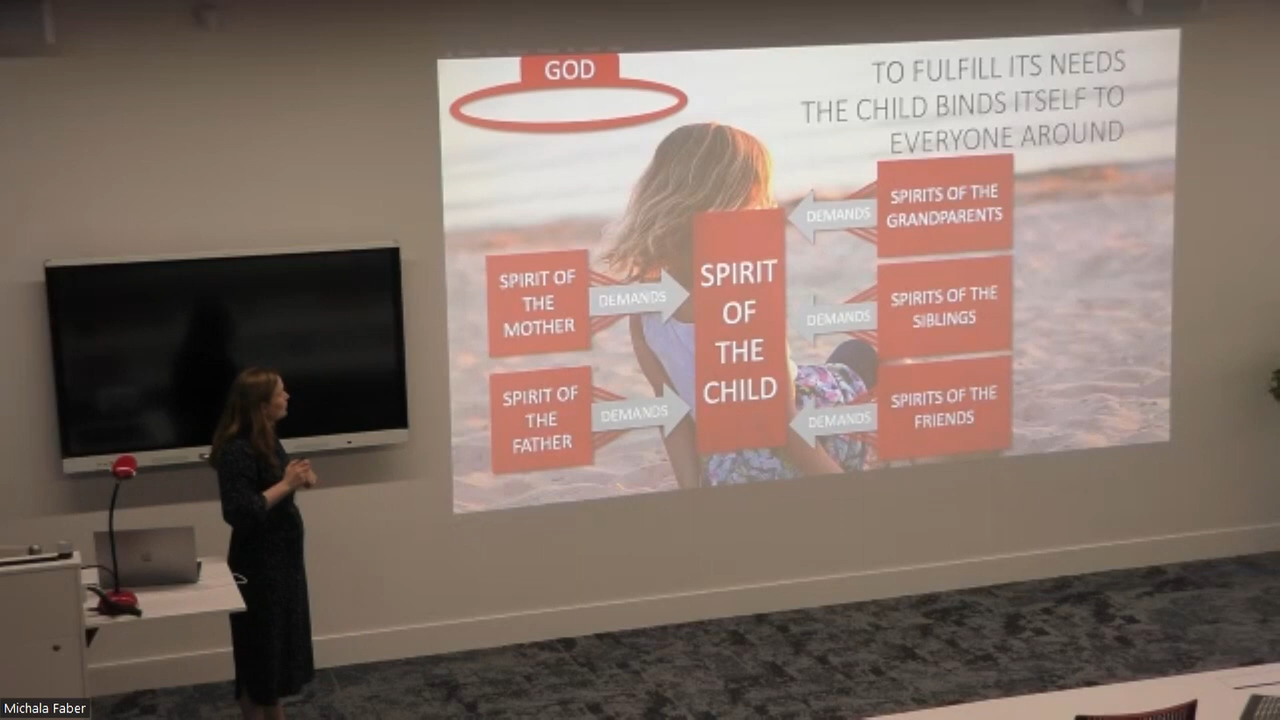 GOD
TO FULFILL ITS NEEDS
THE CHILD BINDS ITSELF TO
EVERYONE AROUND
SPIRIT OF
THE
MOTHER
DEMANDS
SPIRIT OF
THE
FATHER
DEMANDS
SPIRIT
OF
THE
CHILD
DEMANDS
SPIRITS OF THE
GRANDPARENTS
DEMANDS
SPIRITS OF THE
SIBLINGS
DEMANDS
SPIRITS OF THE
FRIENDS
Michala Faber